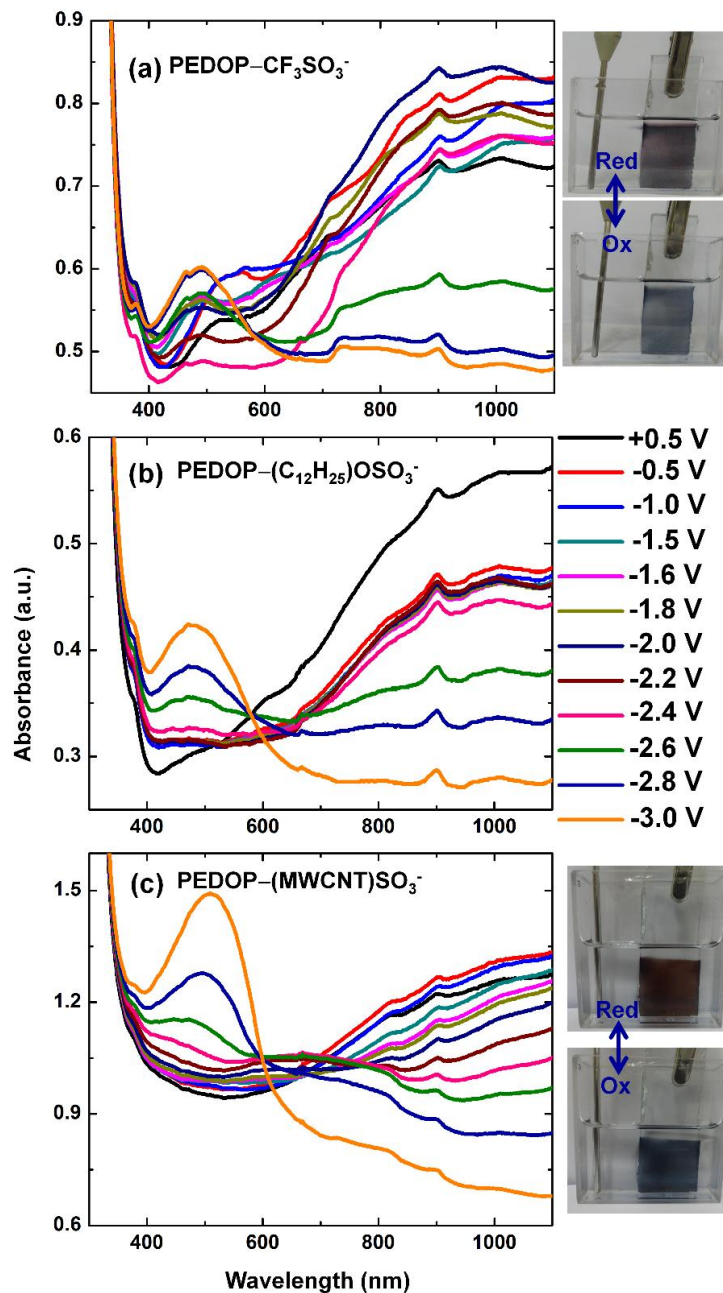 0.9
0.8
0.7
0.6
0.5
(a) PEDOP–CF₃SO₃⁻
400 600 800 1000
Red
Ox
0.6
0.5
0.4
0.3
(b) PEDOP–(C₁₂H₂₅)OSO₃⁻
400 600 800 1000
Absorbance (a.u.)
+0.5 V
-0.5 V
-1.0 V
-1.5 V
-1.6 V
-1.8 V
-2.0 V
-2.2 V
-2.4 V
-2.6 V
-2.8 V
-3.0 V
1.5
1.2
0.9
0.6
(c) PEDOP–(MWCNT)SO₃⁻
400 600 800 1000
Wavelength (nm)
Red
Ox